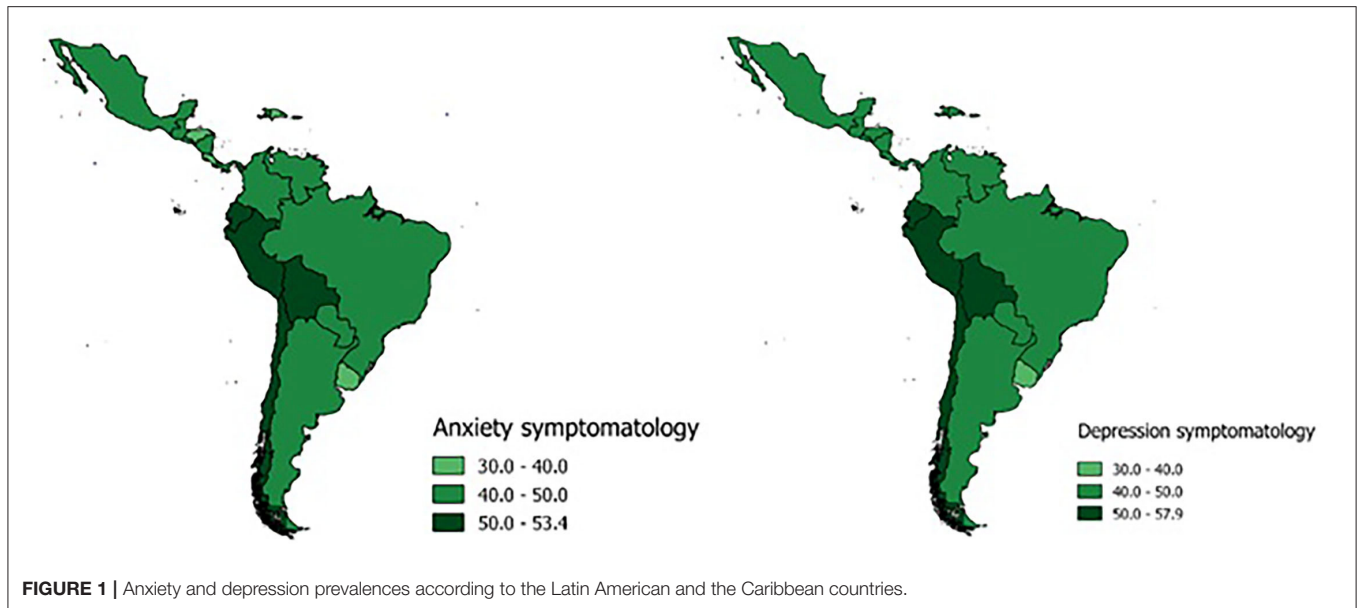 Anxiety symptomatology
30.0 - 40.0
40.0 - 50.0
50.0 - 53.4
Depression symptomatology
30.0 - 40.0
40.0 - 50.0
50.0 - 57.9
FIGURE 1 | Anxiety and depression prevalences according to the Latin American and the Caribbean countries.